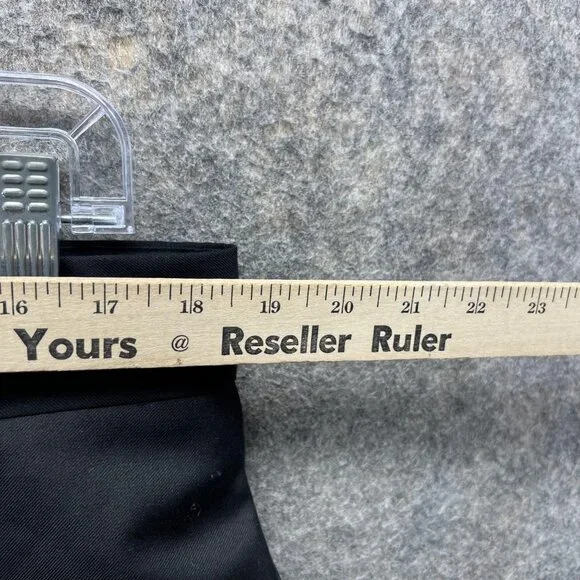 16 17 18 19 20 21 22 23
Yours @ Reseller Ruler